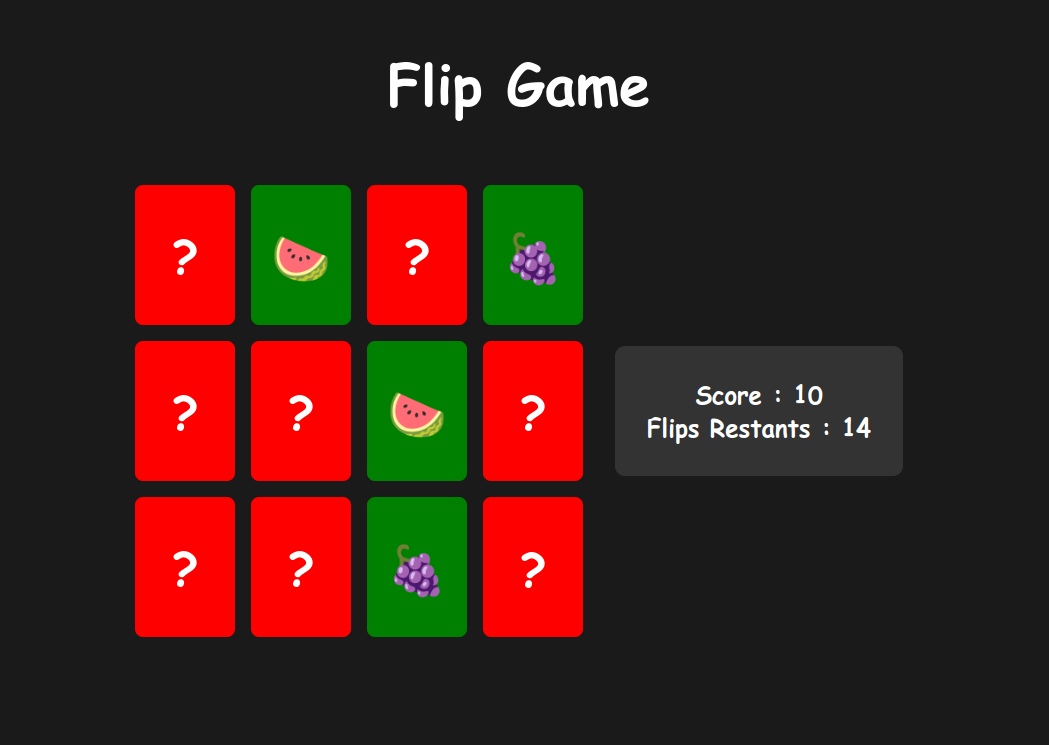 Flip Game
? ?
? ? ?
Score : 10
Flips Restants : 14
? ? ?